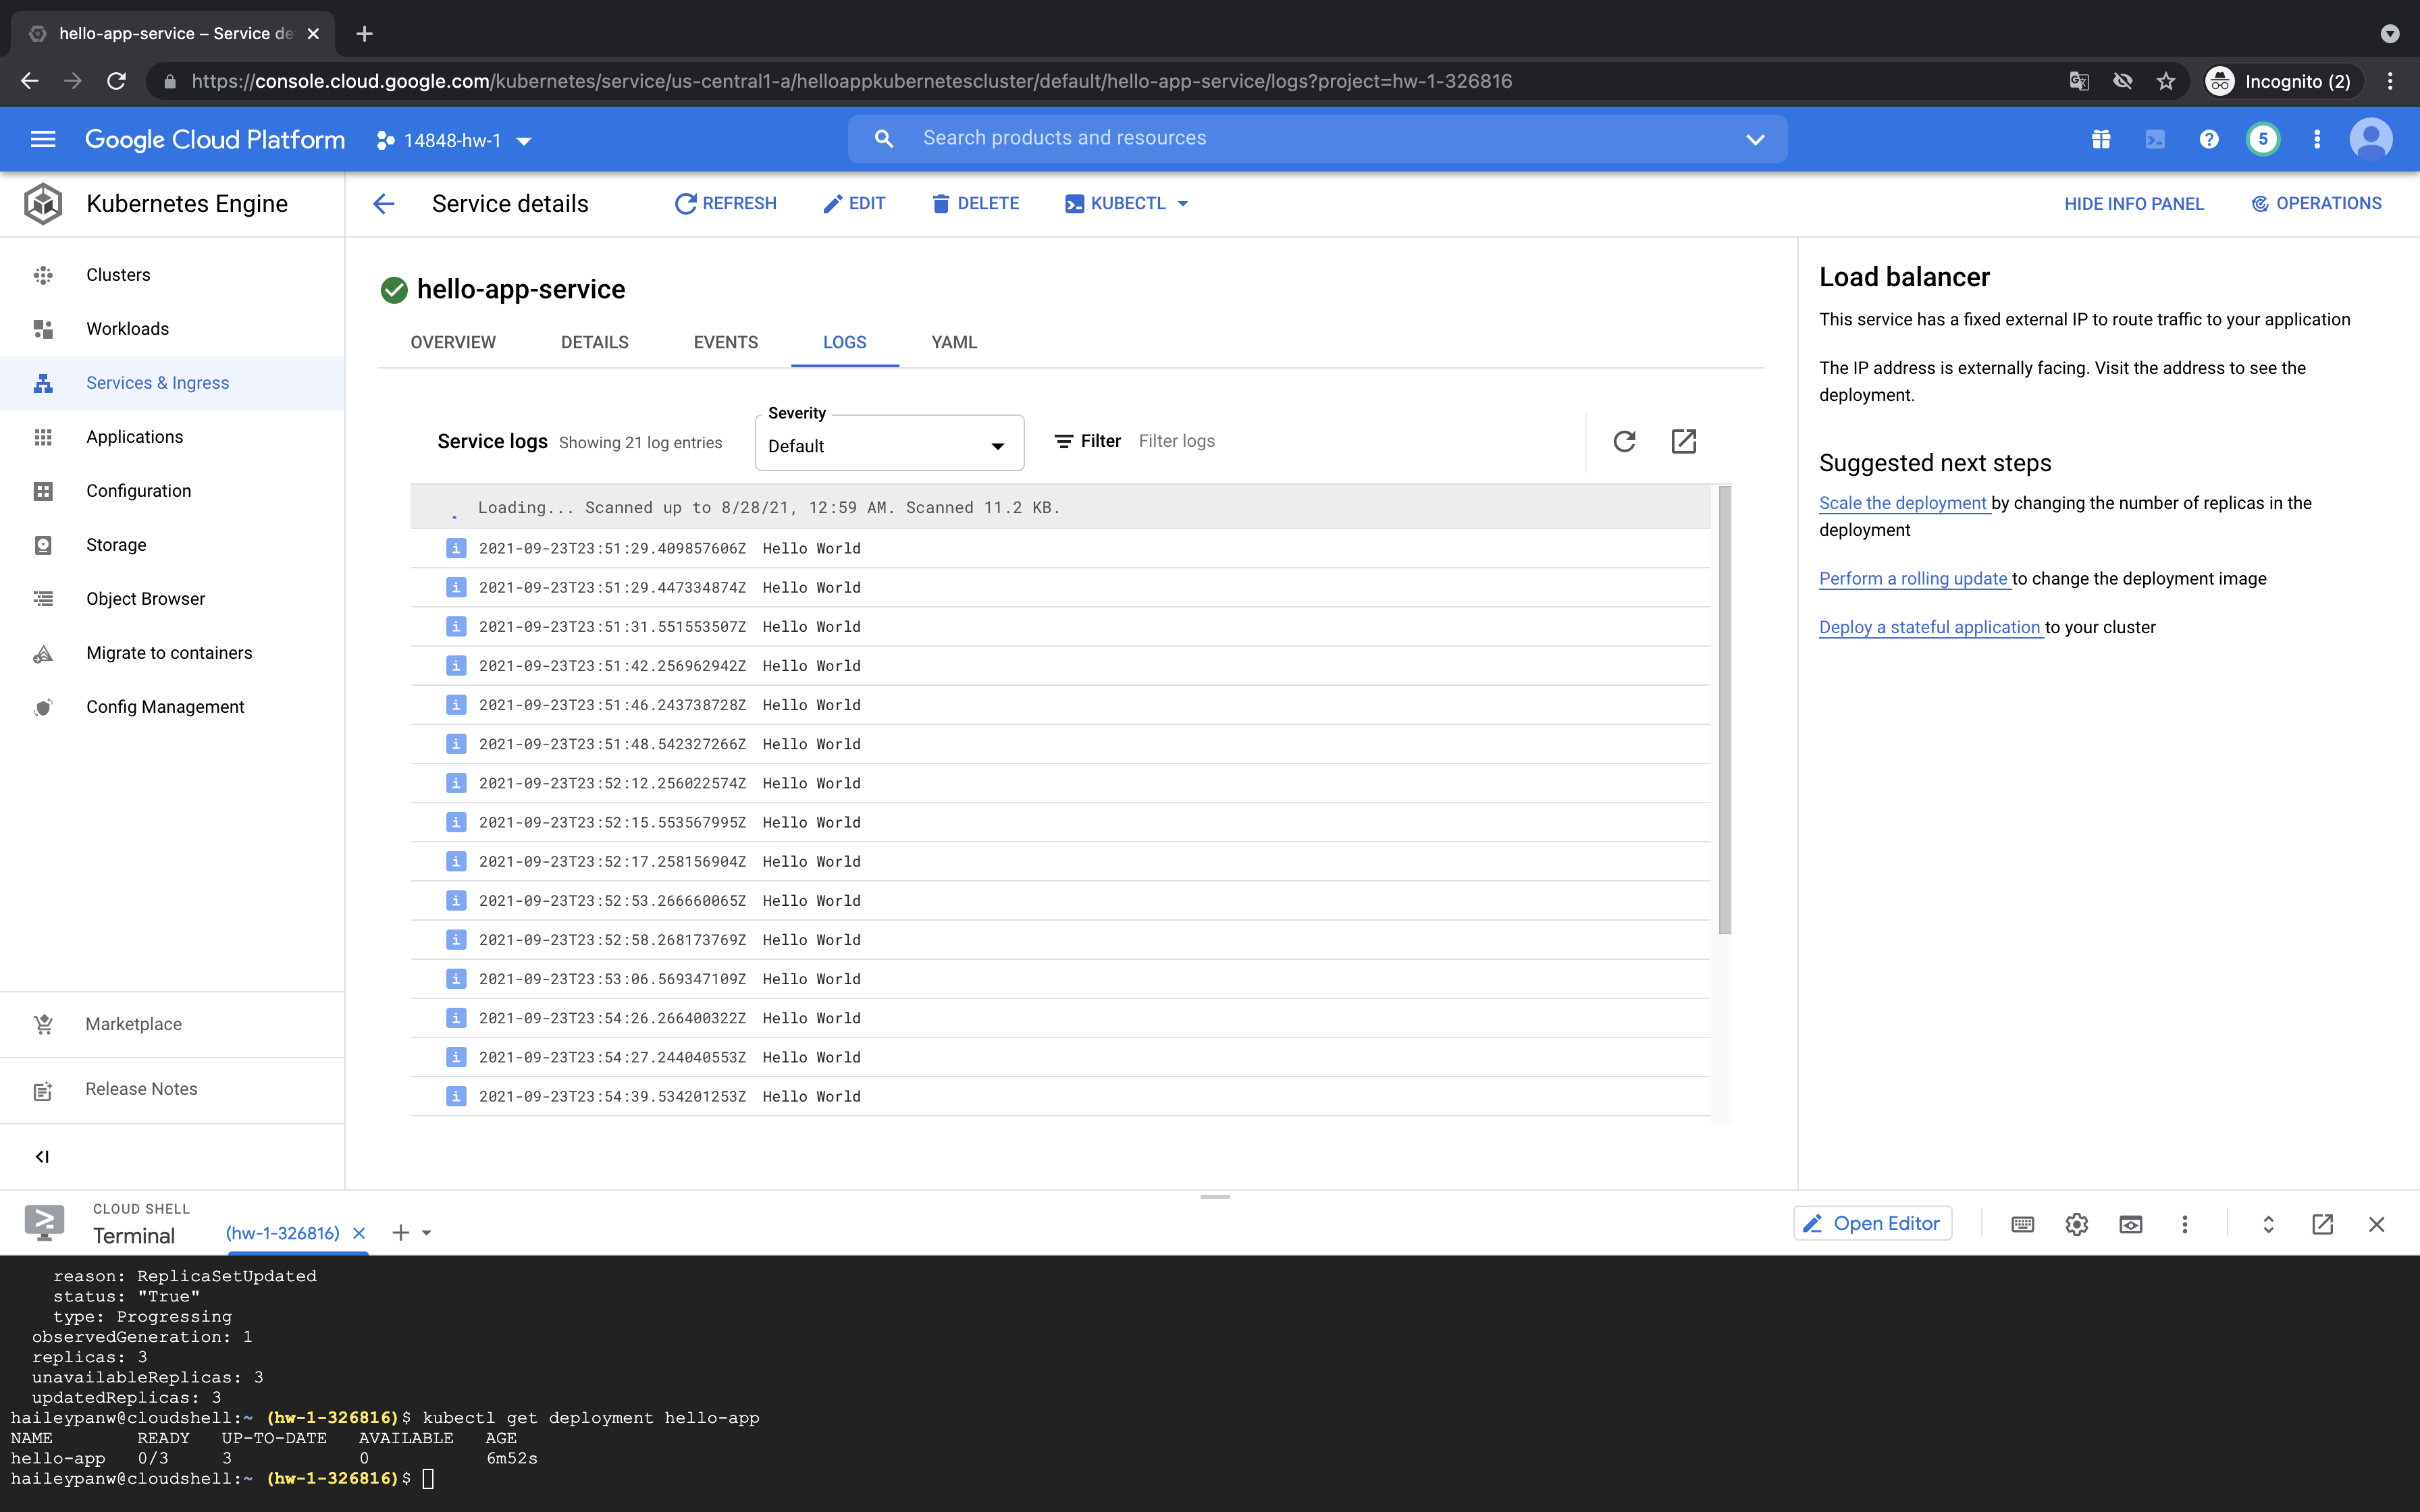 hello-app-service – Service de
https://console.cloud.google.com/kubernetes/service/us-central1-a/helloappkubernetescluster/default/hello-app-service/logs?project=hw-1-326816
Incognito (2)
Google Cloud Platform
14848-hw-1
Search products and resources
5
Kubernetes Engine
Service details
REFRESH
EDIT
DELETE
KUBECTL
HIDE INFO PANEL
OPERATIONS
Clusters
Workloads
Services & Ingress
Applications
Configuration
Storage
Object Browser
Migrate to containers
Config Management
Marketplace
Release Notes
hello-app-service
OVERVIEW
DETAILS
EVENTS
LOGS
YAML
Service logs
Showing 21 log entries
Severity
Default
Filter
Filter logs
Loading... Scanned up to 8/28/21, 12:59 AM. Scanned 11.2 KB.
i 2021-09-23T23:51:29.409857606Z Hello World
i 2021-09-23T23:51:29.447334874Z Hello World
i 2021-09-23T23:51:31.551553507Z Hello World
i 2021-09-23T23:51:42.256962942Z Hello World
i 2021-09-23T23:51:46.243738728Z Hello World
i 2021-09-23T23:51:48.542327266Z Hello World
i 2021-09-23T23:52:12.256022574Z Hello World
i 2021-09-23T23:52:15.553567995Z Hello World
i 2021-09-23T23:52:17.258156904Z Hello World
i 2021-09-23T23:52:53.266660065Z Hello World
i 2021-09-23T23:52:58.268173769Z Hello World
i 2021-09-23T23:53:06.569347109Z Hello World
i 2021-09-23T23:54:26.266400322Z Hello World
i 2021-09-23T23:54:27.244040553Z Hello World
i 2021-09-23T23:54:39.534201253Z Hello World
Load balancer
This service has a fixed external IP to route traffic to your application
The IP address is externally facing. Visit the address to see the
deployment.
Suggested next steps
Scale the deployment by changing the number of replicas in the
deployment
Perform a rolling update to change the deployment image
Deploy a stateful application to your cluster
CLOUD SHELL
Terminal
(hw-1-326816)
Open Editor
reason: ReplicaSetUpdated
status: "True"
type: Progressing
observedGeneration: 1
replicas: 3
unavailableReplicas: 3
updatedReplicas: 3
haileypanw@cloudshell:~ (hw-1-326816)$ kubectl get deployment hello-app
NAME READY UP-TO-DATE AVAILABLE AGE
hello-app 0/3 3 0 6m52s
haileypanw@cloudshell:~ (hw-1-326816)$